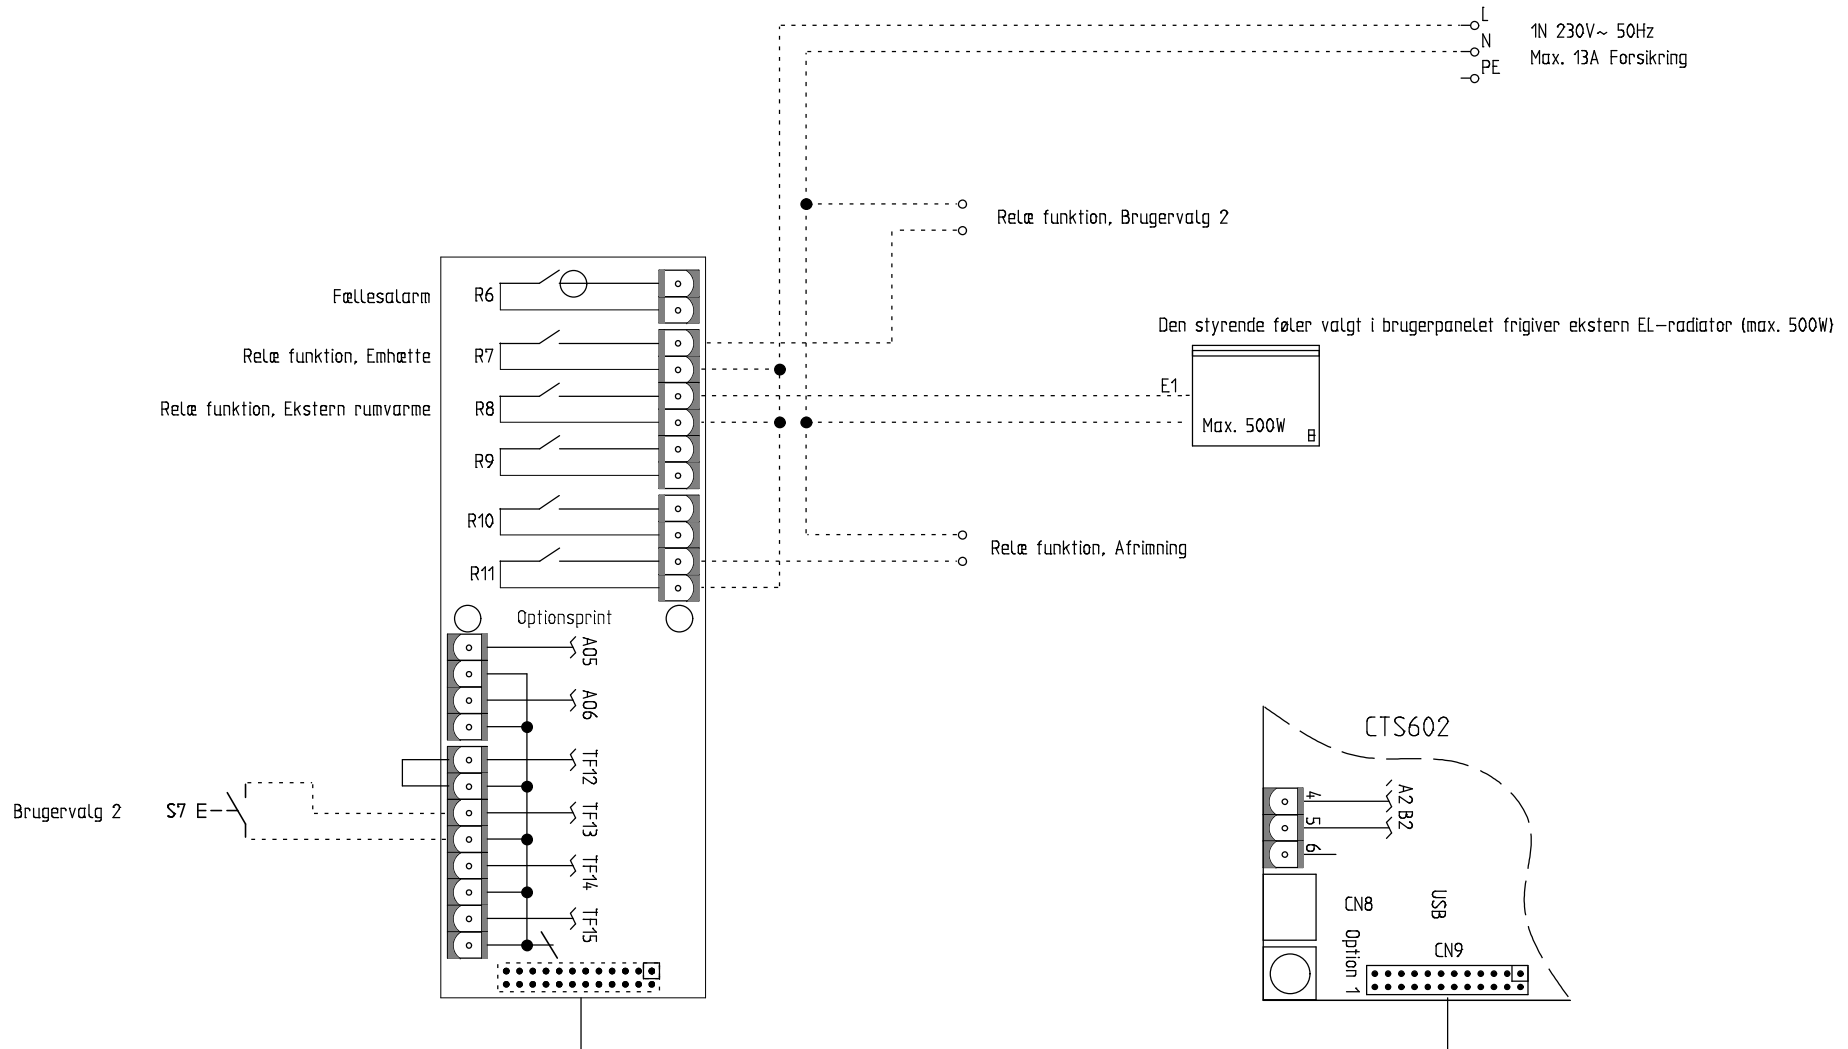 L
N
PE
1N 230V~ 50Hz
Max. 13A Forsikring
Relæ funktion, Brugervalg 2
Fællesalarm
R6
Relæ funktion, Emhætte
R7
Relæ funktion, Ekstern rumvarme
R8
R9
R10
R11
Den styrende føler valgt i brugerpanelet frigiver ekstern EL-radiator (max. 500W)
E1
Max. 500W
Relæ funktion, Afrimning
Optionsprint
A05
A06
TF12
TF13
TF14
TF15
Brugervalg 2
S7 E
CTS602
4
5
6
A2
B2
CN8
USB
Option 1
CN9